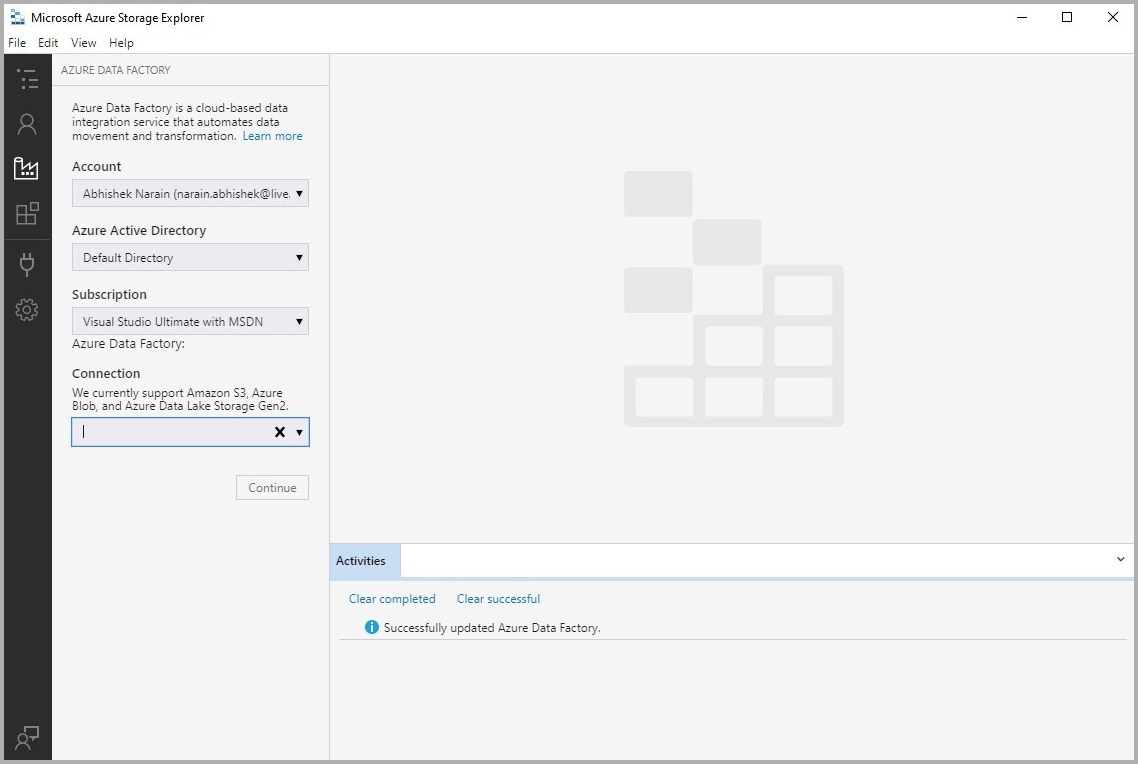 Microsoft Azure Storage Explorer
File Edit View Help
AZURE DATA FACTORY
Azure Data Factory is a cloud-based data
integration service that automates data
movement and transformation. Learn more
Account
Abhishek Narain (narain.abhishek@live.
Azure Active Directory
Default Directory
Subscription
Visual Studio Ultimate with MSDN
Azure Data Factory:
Connection
We currently support Amazon S3, Azure
Blob, and Azure Data Lake Storage Gen2.
Continue
Activities
Clear completed Clear successful
Successfully updated Azure Data Factory.